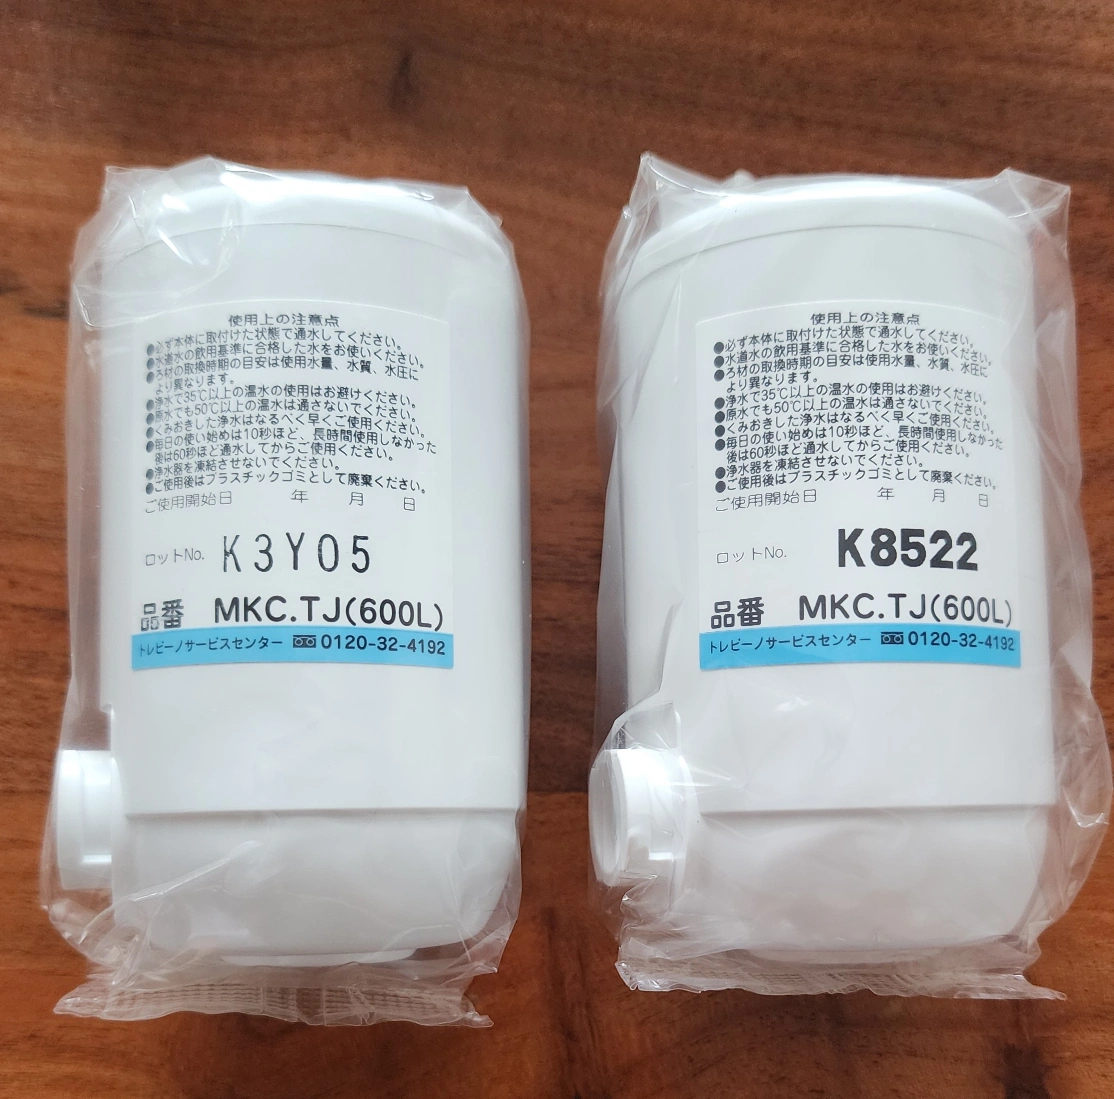 使用上の注意点
●必ず本体に取付けた状態で通水してください。
●水道水の飲用基準に合格した水をお使いください。
●ろ材の取換時期の目安は使用水量、水質、水圧に
より異なります。
●浄水で35℃以上の温水の使用はお避けください。
●原水でも50℃以上の温水は通さないでください。
●くみおきした浄水はなるべく早くご使用ください。
●毎日の使い始めは10秒ほど、長時間使用しなかった
後は60秒ほど通水してからご使用ください。
●浄水器を凍結させないでください。
●ご使用後はプラスチックゴミとして廃棄ください。
ご使用開始日 年 月 日
ロットNo. K3Y05
品番 MKC.TJ(600L)
トレビーノサービスセンター 0120-32-4192
使用上の注意点
●必ず本体に取付けた状態で通水してください。
●水道水の飲用基準に合格した水をお使いください。
●ろ材の取換時期の目安は使用水量、水質、水圧に
より異なります。
●浄水で35℃以上の温水の使用はお避けください。
●原水でも50℃以上の温水は通さないでください。
●くみおきした浄水はなるべく早くご使用ください。
●毎日の使い始めは10秒ほど、長時間使用しなかった
後は60秒ほど通水してからご使用ください。
●浄水器を凍結させないでください。
●ご使用後はプラスチックゴミとして廃棄ください。
ご使用開始日 年 月 日
ロットNo. K8522
品番 MKC.TJ(600L)
トレビーノサービスセンター 0120-32-4192